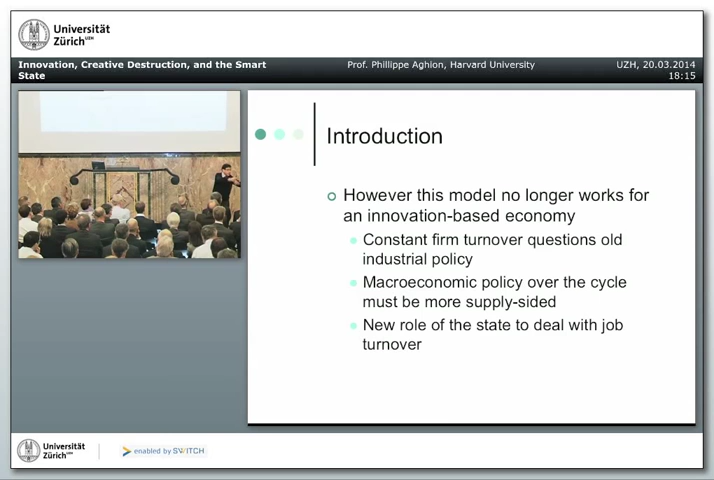 Universität
Zürich UZH
Innovation, Creative Destruction, and the Smart
State
Prof. Phillippe Aghion, Harvard University
UZH, 20.03.2014
18:15
Introduction
However this model no longer works for
an innovation-based economy
Constant firm turnover questions old
industrial policy
Macroeconomic policy over the cycle
must be more supply-sided
New role of the state to deal with job
turnover
Universität
Zürich UZH
enabled by SWITCH